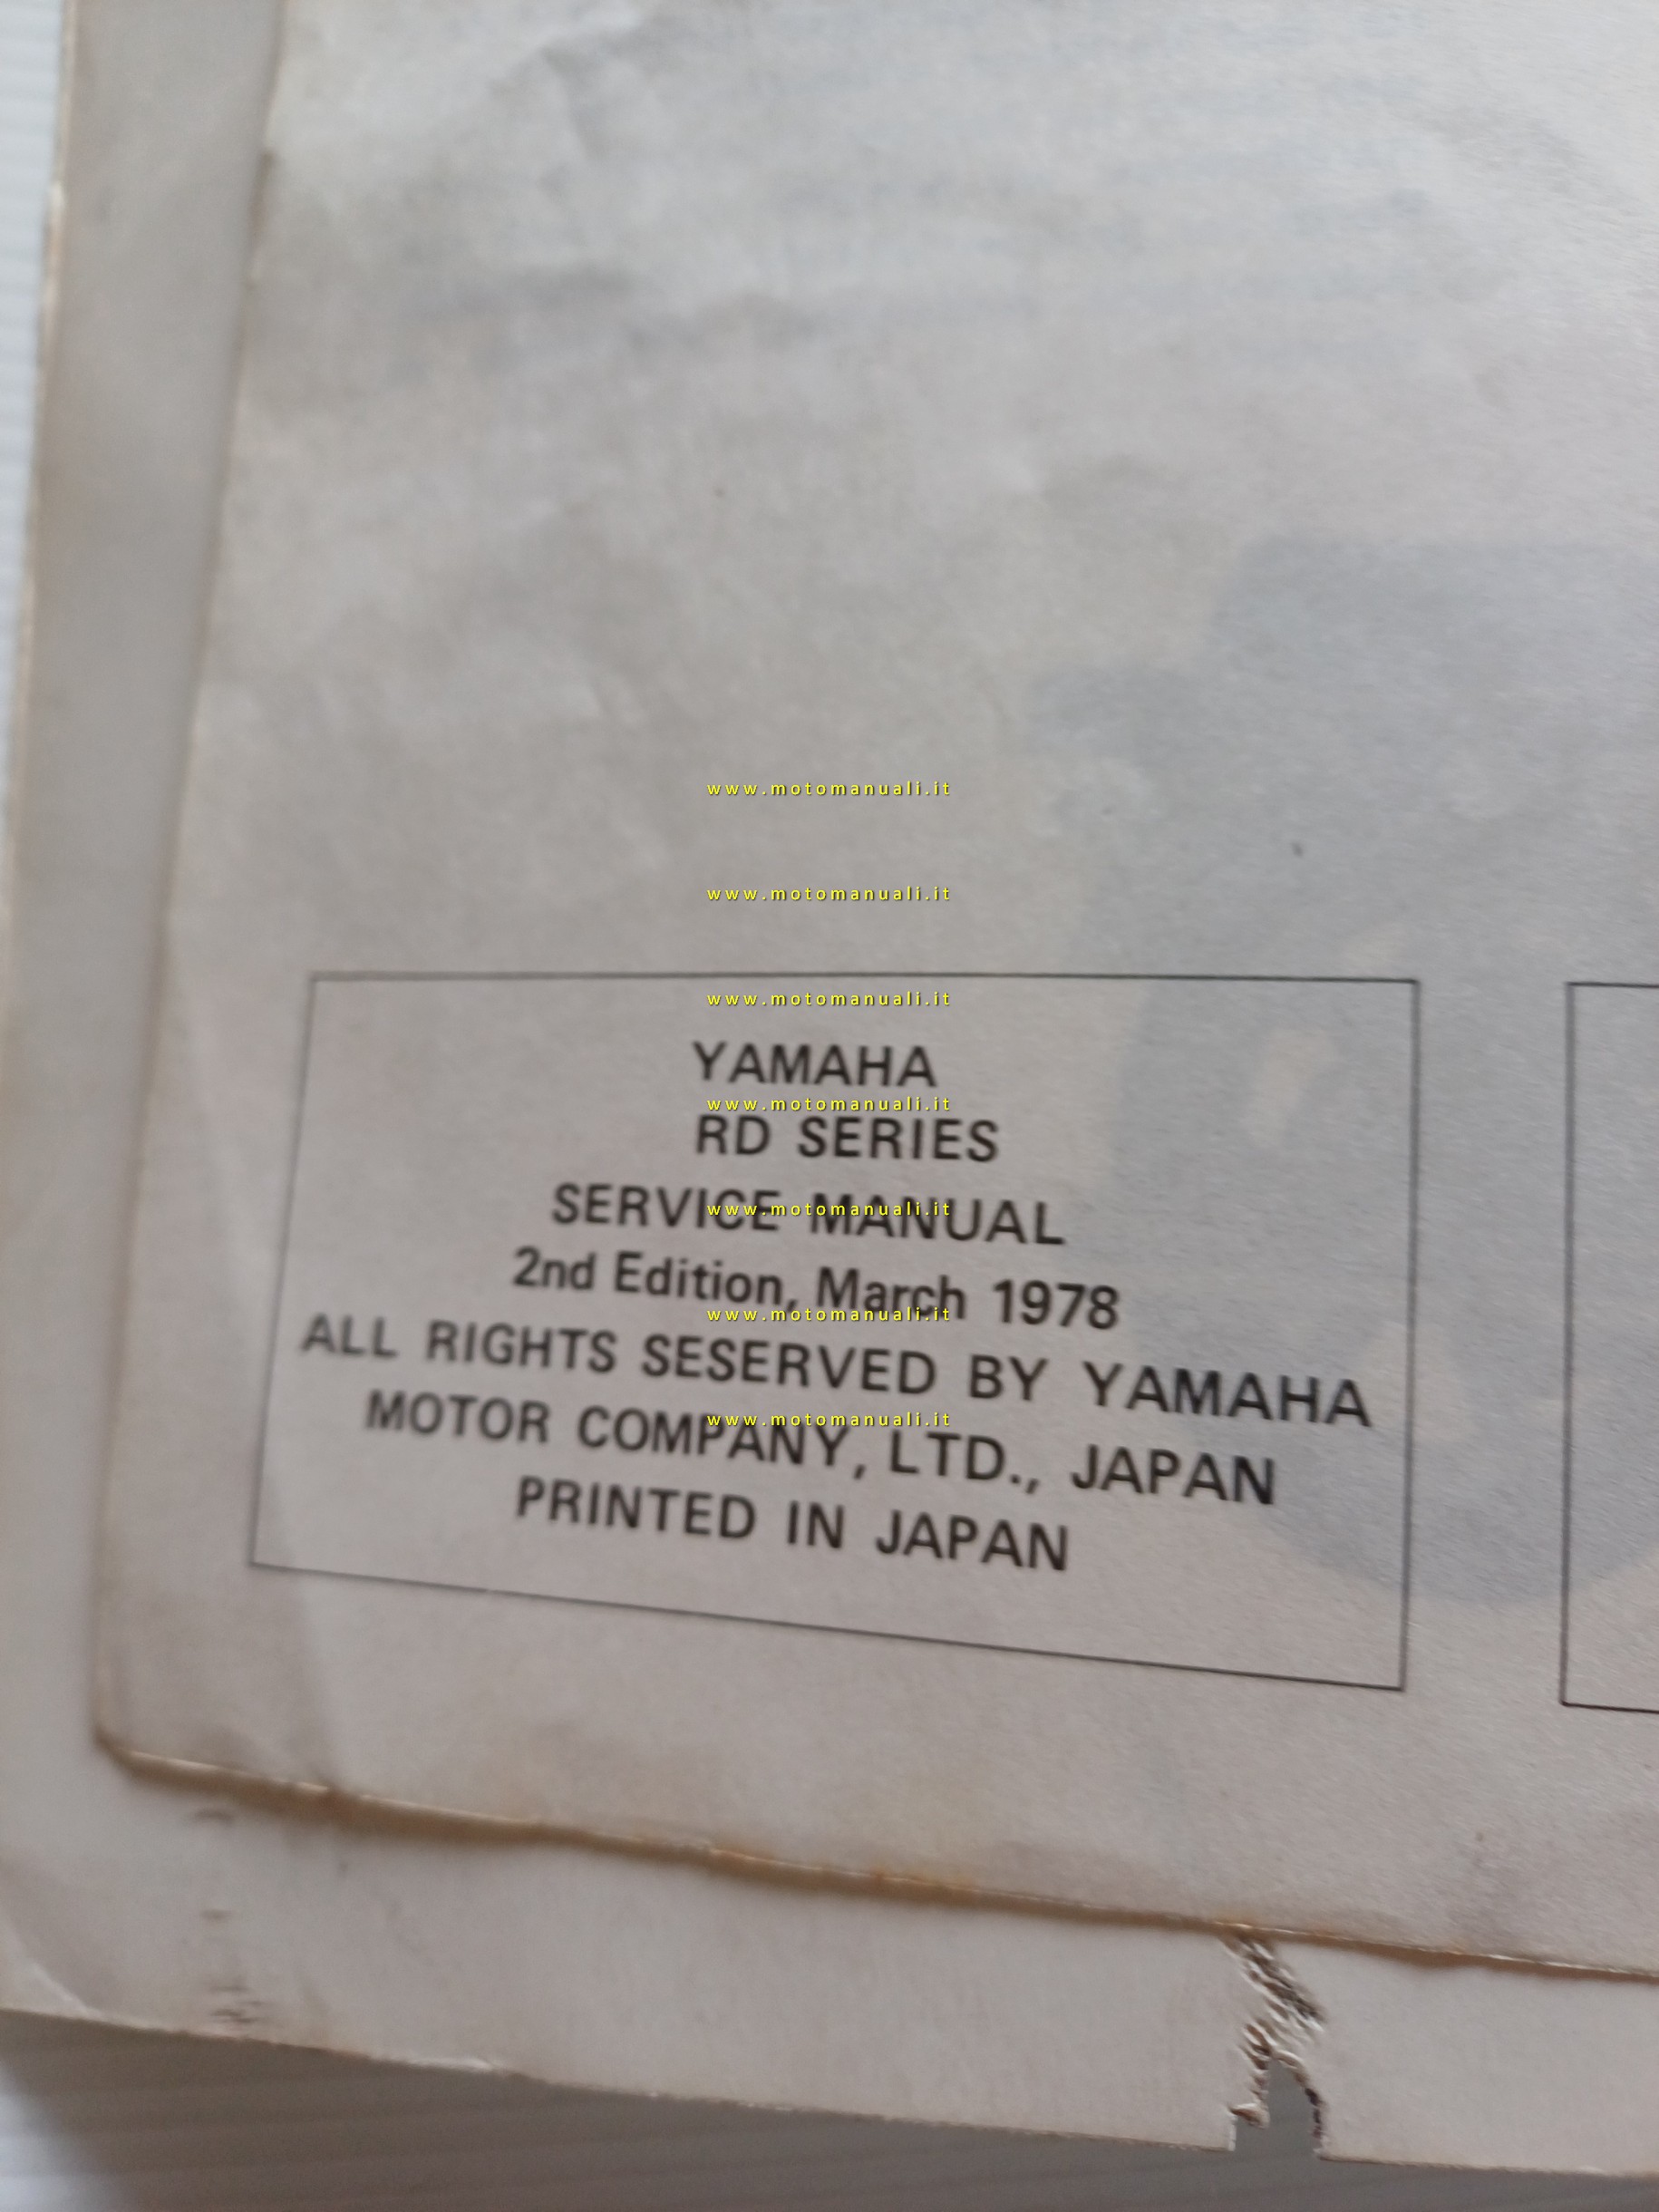 www.motomanuali.it
www.motomanuali.it
www.motomanuali.it
YAMAHA
www.motomanuali.it
RD SERIES
SERVICE MANUAL
www.motomanuali.it
2nd Edition, March 1978
www.motomanuali.it
ALL RIGHTS SESERVED BY YAMAHA
MOTOR COMPANY, LTD., JAPAN
www.motomanuali.it
PRINTED IN JAPAN